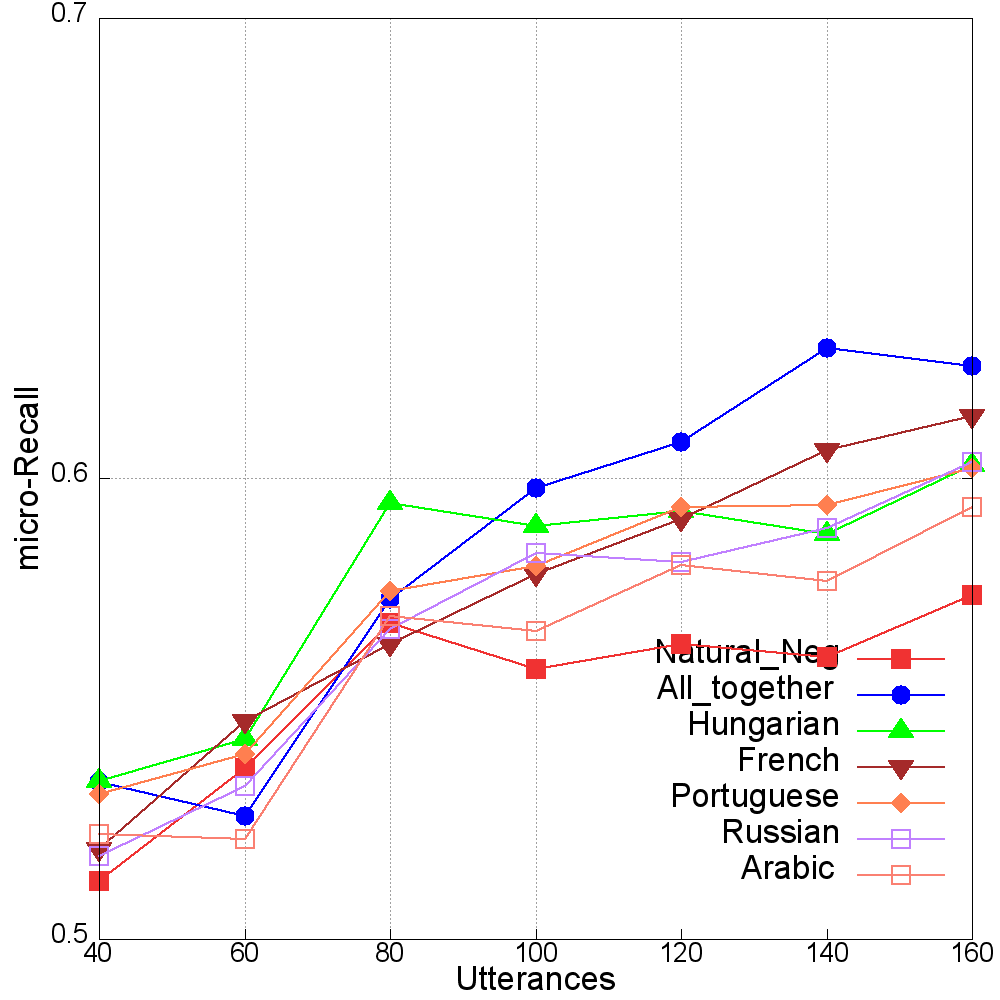 0.7
0.6
0.5
micro-Recall
Natural_Neg
All_together
Hungarian
French
Portuguese
Russian
Arabic
40 60 80 100 120 140 160
Utterances